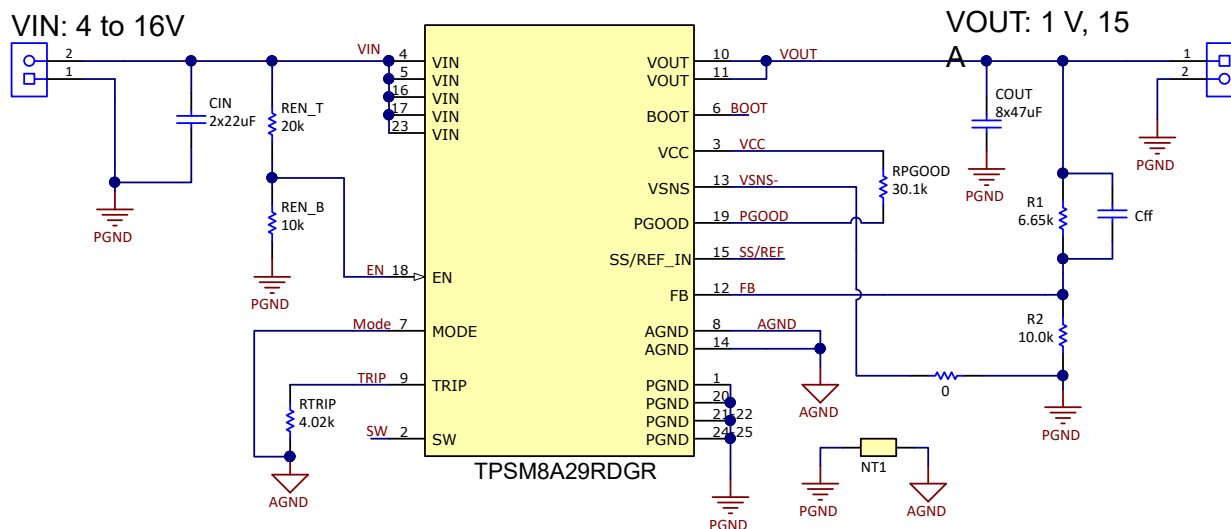 VIN: 4 to 16V
VOUT: 1 V, 15
A
2
1
CIN
2x22uF
REN_T
20k
REN_B
10k
PGND
PGND
VIN
4 VIN
5 VIN
16 VIN
17 VIN
23 VIN
EN 18 EN
Mode 7 MODE
TRIP 9 TRIP
RTRIP
4.02k
SW 2 SW
AGND
VOUT 10 VOUT
VOUT 11
BOOT 6 BOOT
VCC 3 VCC
VSNS 13 VSNS-
PGOOD 19 PGOOD
SS/REF_IN 15 SS/REF
FB 12 FB
AGND 8 AGND
AGND 14
PGND 1
PGND 20
PGND 21-22
PGND 24-25
TPSM8A29RDGR
RPGOOD
30.1k
COUT
8x47uF
PGND
1
2
PGND
R1
6.65k
Cff
R2
10.0k
0
PGND
AGND
NT1
PGND
AGND
PGND